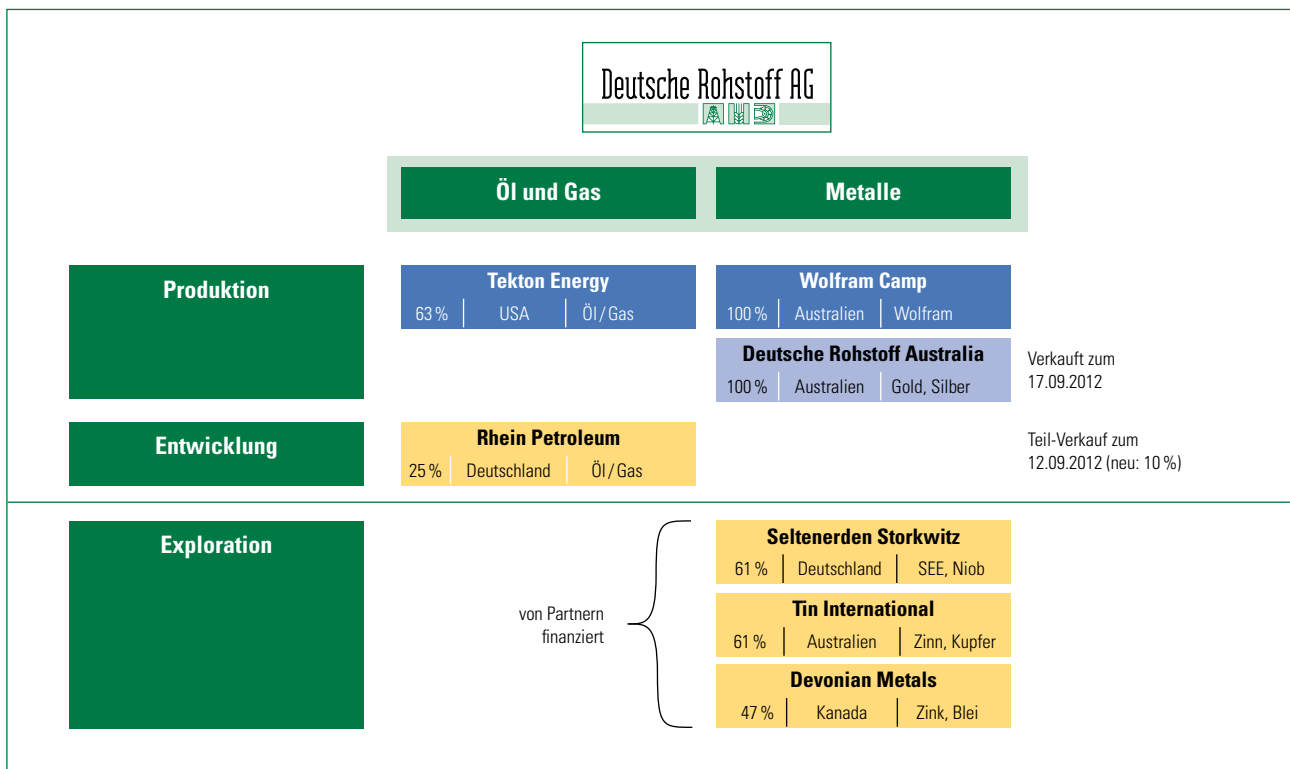 Deutsche Rohstoff AG
Öl und Gas
Metalle
Produktion
Tekton Energy
63 % USA Öl / Gas
Wolfram Camp
100 % Australien Wolfram
Deutsche Rohstoff Australia
100 % Australien Gold, Silber
Verkauft zum
17.09.2012
Entwicklung
Rhein Petroleum
25 % Deutschland Öl / Gas
Teil-Verkauf zum
12.09.2012 (neu: 10 %)
Exploration
von Partnern
finanziert
Seltenerden Storkwitz
61 % Deutschland SEE, Niob
Tin International
61 % Australien Zinn, Kupfer
Devonian Metals
47 % Kanada Zink, Blei